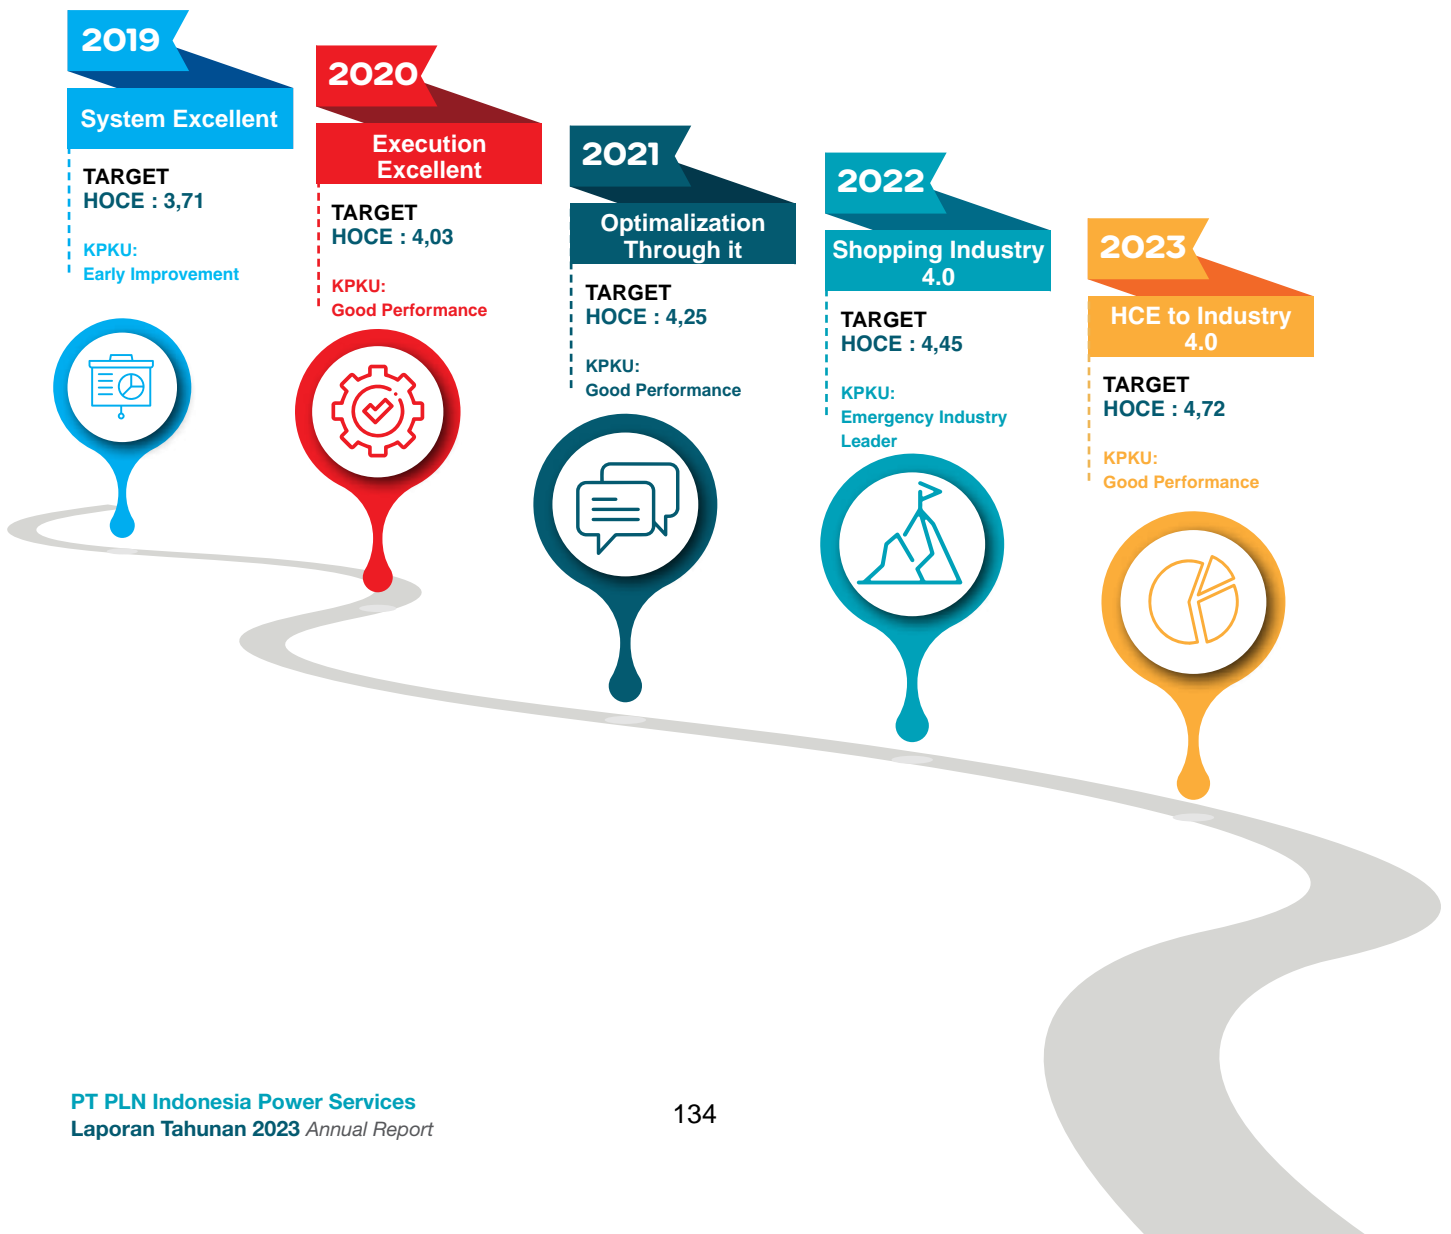 2019
System Excellent
TARGET
HOCE : 3,71
KPKU:
Early Improvement
2020
Execution
Excellent
TARGET
HOCE : 4,03
KPKU:
Good Performance
2021
Optimalization
Through it
TARGET
HOCE : 4,25
KPKU:
Good Performance
2022
Shopping Industry
4.0
TARGET
HOCE : 4,45
KPKU:
Emergency Industry
Leader
2023
HCE to Industry
4.0
TARGET
HOCE : 4,72
KPKU:
Good Performance
PT PLN Indonesia Power Services
Laporan Tahunan 2023 Annual Report
134